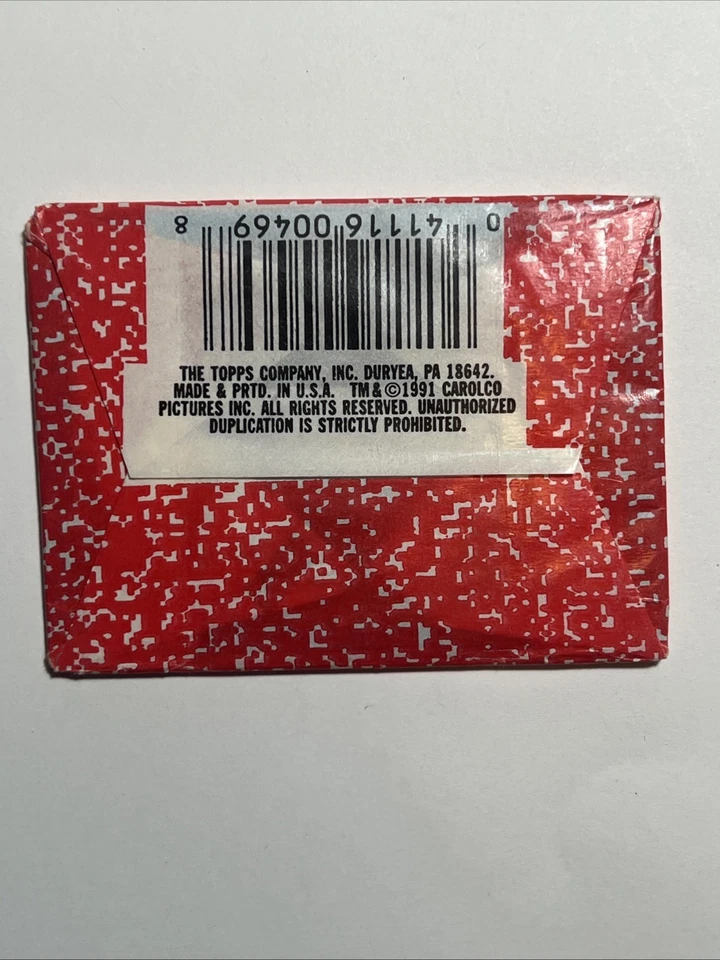 0 41116 00469 8
THE TOPPS COMPANY, INC. DURYEA, PA 18642.
MADE & PRTD. IN U.S.A. TM & ©1991 CAROLCO
PICTURES INC. ALL RIGHTS RESERVED. UNAUTHORIZED
DUPLICATION IS STRICTLY PROHIBITED.